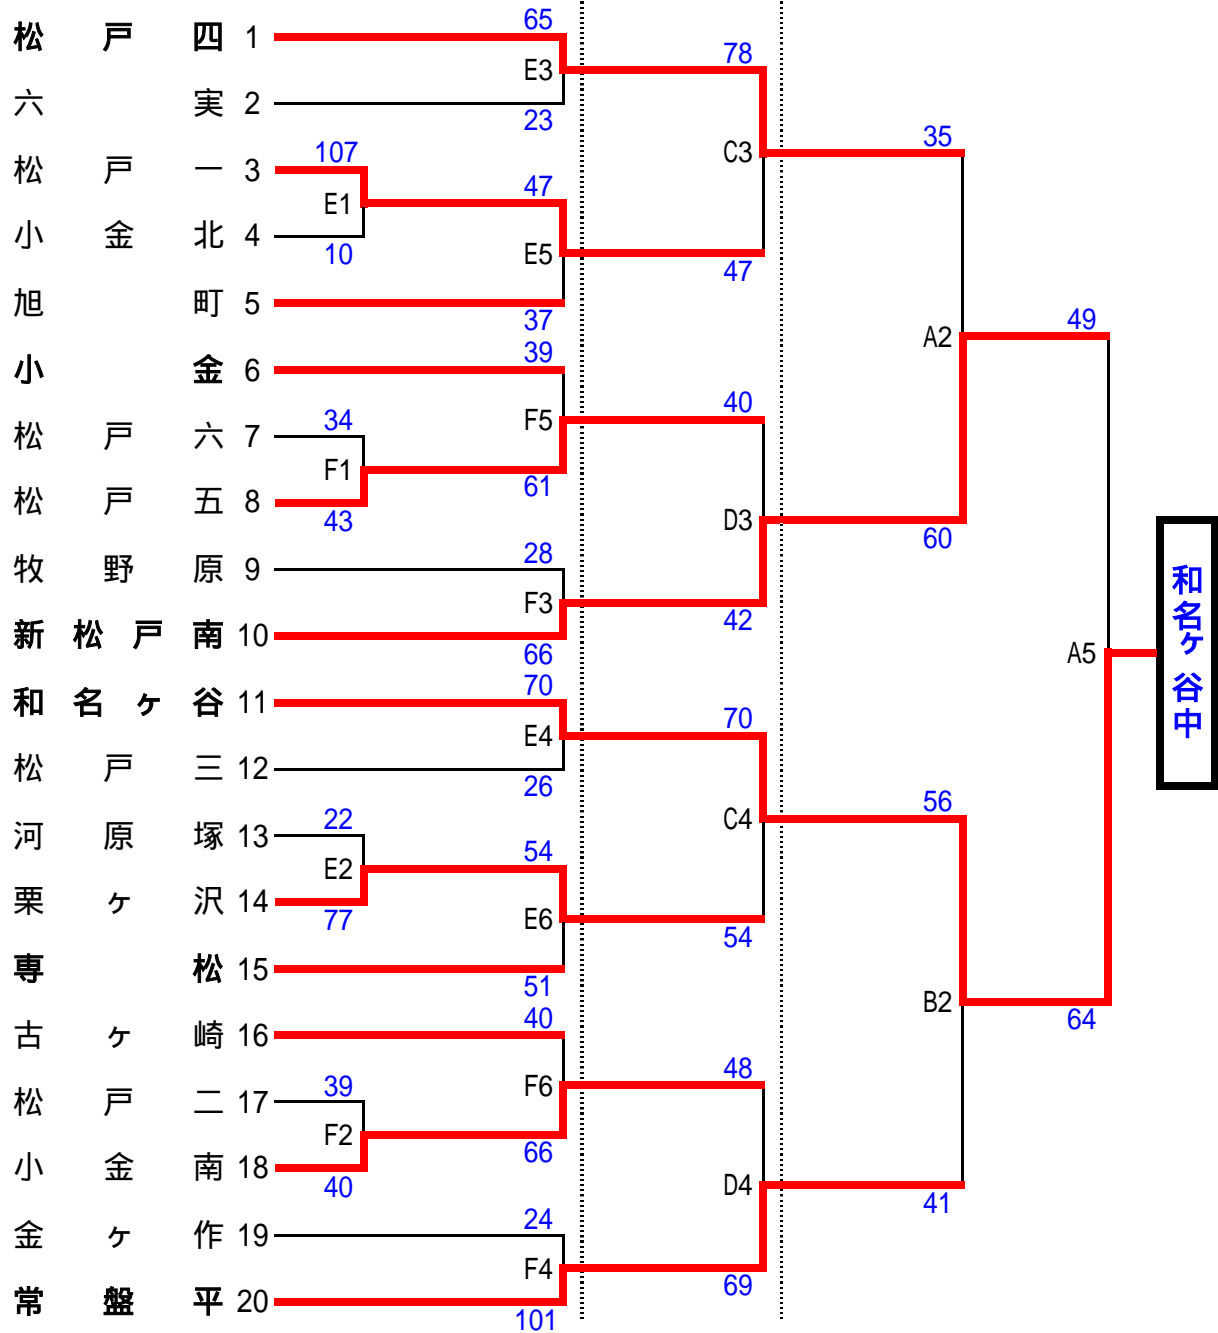 65
松戸四 1
E3
78
六実 2
23
35
107
C3
松戸一 3
47
E1
小金北 4
10
E5
47
旭町 5
37
49
A2
39
小金 6
34
40
F5
松戸六 7
F1
61
松戸五 8
43
D3
60
28
牧野原 9
F3
42
新松戸南 10
66
A5
和名ヶ谷中
70
和名ヶ谷 11
70
E4
松戸三 12
26
56
22
C4
河原塚 13
54
E2
栗ヶ沢 14
77
E6
54
専松 15
51
B2
64
40
古ヶ崎 16
48
39
F6
松戸二 17
F2
66
小金南 18
40
D4
41
24
金ヶ作 19
F4
69
常盤平 20
101